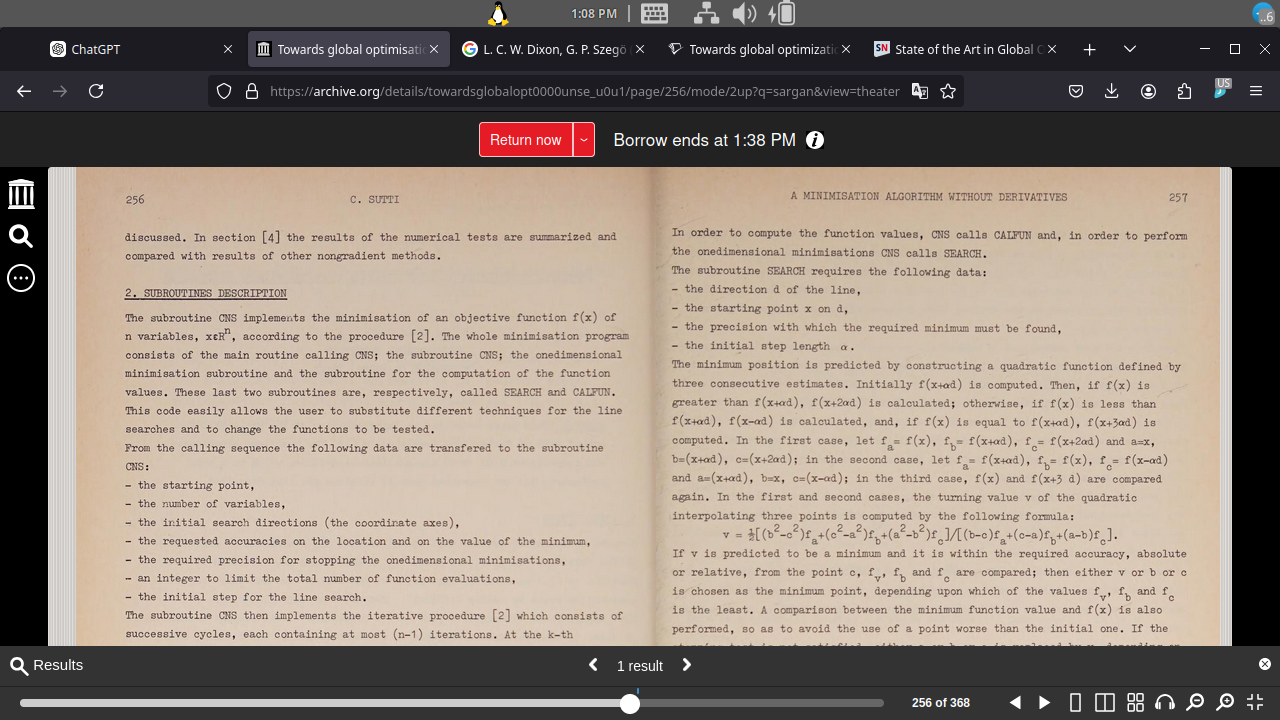 1:08 PM
..6
ChatGPT
Towards global optimisatio
L. C. W. Dixon, G. P. Szegö
Towards global optimizatio
SN State of the Art in Global O
US
https://archive.org/details/towardsglobalopt0000unse_u0u1/page/256/mode/2up?q=sargan&view=theater
Return now
Borrow ends at 1:38 PM
256
C. SUTTI
discussed. In section [4] the results of the numerical tests are summarized and
compared with results of other nongradient methods.
2. SUBROUTINES DESCRIPTION
The subroutine CNS implements the minimisation of an objective function f(x) of
n variables, xεRⁿ, according to the procedure [2]. The whole minimisation program
consists of the main routine calling CNS; the subroutine CNS; the onedimensional
minimisation subroutine and the subroutine for the computation of the function
values. These last two subroutines are, respectively, called SEARCH and CALFUN.
This code easily allows the user to substitute different techniques for the line
searches and to change the functions to be tested.
From the calling sequence the following data are transfered to the subroutine
CNS:
- the starting point,
- the number of variables,
- the initial search directions (the coordinate axes),
- the requested accuracies on the location and on the value of the minimum,
- the required precision for stopping the onedimensional minimisations,
- an integer to limit the total number of function evaluations,
- the initial step for the line search.
The subroutine CNS then implements the iterative procedure [2] which consists of
successive cycles, each containing at most (n-1) iterations. At the k-th
A MINIMISATION ALGORITHM WITHOUT DERIVATIVES
257
In order to compute the function values, CNS calls CALFUN and, in order to perform
the onedimensional minimisations CNS calls SEARCH.
The subroutine SEARCH requires the following data:
- the direction d of the line,
- the starting point x on d,
- the precision with which the required minimum must be found,
- the initial step length α.
The minimum position is predicted by constructing a quadratic function defined by
three consecutive estimates. Initially f(x+αd) is computed. Then, if f(x) is
greater than f(x+αd), f(x+2αd) is calculated; otherwise, if f(x) is less than
f(x+αd), f(x-αd) is calculated, and, if f(x) is equal to f(x+αd), f(x+3αd) is
computed. In the first case, let f_a= f(x), f_b= f(x+αd), f_c= f(x+2αd) and a=x,
b=(x+αd), c=(x+2αd); in the second case, let f_a= f(x+αd), f_b= f(x), f_c= f(x-αd)
and a=(x+αd), b=x, c=(x-αd); in the third case, f(x) and f(x+3 d) are compared
again. In the first and second cases, the turning value v of the quadratic
interpolating three points is computed by the following formula:
v = ½[(b²-c²)f_a+(c²-a²)f_b+(a²-b²)f_c]/[(b-c)f_a+(c-a)f_b+(a-b)f_c].
If v is predicted to be a minimum and it is within the required accuracy, absolute
or relative, from the point c, f_v, f_b and f_c are compared; then either v or b or c
is chosen as the minimum point, depending upon which of the values f_v, f_b and f_c
is the least. A comparison between the minimum function value and f(x) is also
performed, so as to avoid the use of a point worse than the initial one. If the
Results
1 result
256 of 368